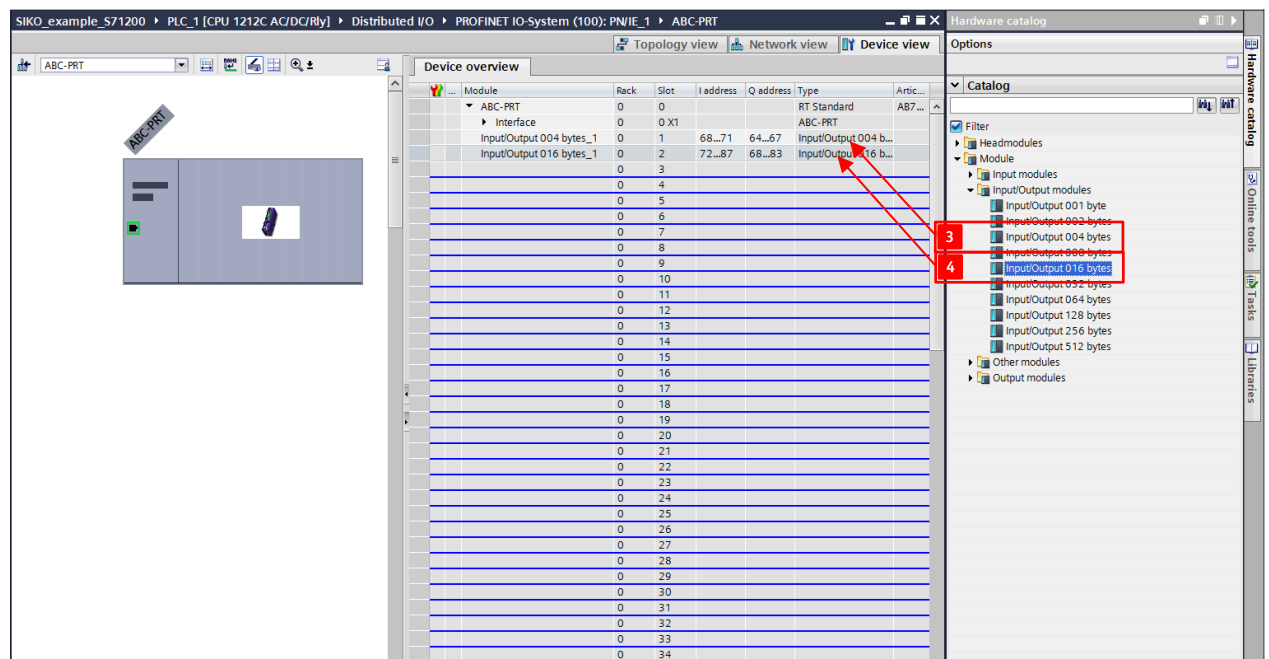 SIKO_example_S71200 ▸ PLC_1 [CPU 1212C AC/DC/Rly] ▸ Distributed I/O ▸ PROFINET IO-System (100): PN/IE_1 ▸ ABC-PRT
Hardware catalog
Topology view Network view Device view
Options
ABC-PRT
Device overview
Catalog
... Module Rack Slot I address Q address Type Artic...
ABC-PRT 0 0 RT Standard AB7...
Interface 0 0 X1 ABC-PRT
Input/Output 004 bytes_1 0 1 68...71 64...67 Input/Output 004 b...
Input/Output 016 bytes_1 0 2 72...87 68...83 Input/Output 016 b...
0 3
0 4
0 5
0 6
0 7
0 8
0 9
0 10
0 11
0 12
0 13
0 14
0 15
0 16
0 17
0 18
0 19
0 20
0 21
0 22
0 23
0 24
0 25
0 26
0 27
0 28
0 29
0 30
0 31
0 32
0 33
0 34
ABC-PRT
Filter
Headmodules
Module
Input modules
Input/Output modules
Input/Output 001 byte
Input/Output 002 bytes
3
Input/Output 004 bytes
Input/Output 008 bytes
4
Input/Output 016 bytes
Input/Output 032 bytes
Input/Output 064 bytes
Input/Output 128 bytes
Input/Output 256 bytes
Input/Output 512 bytes
Other modules
Output modules
Hardware catalog
Online tools
Tasks
Libraries